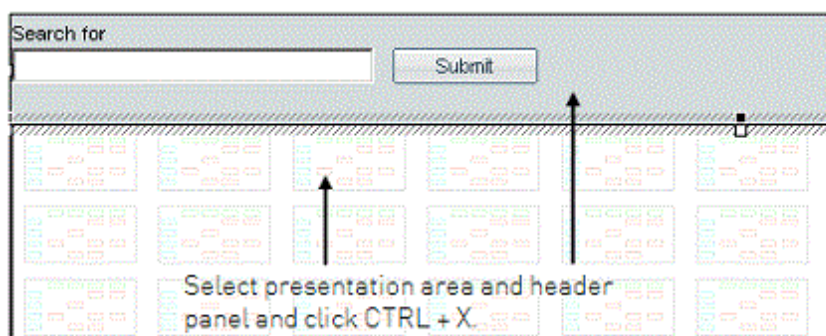 Search for
Submit
Select presentation area and header
panel and click CTRL + X.